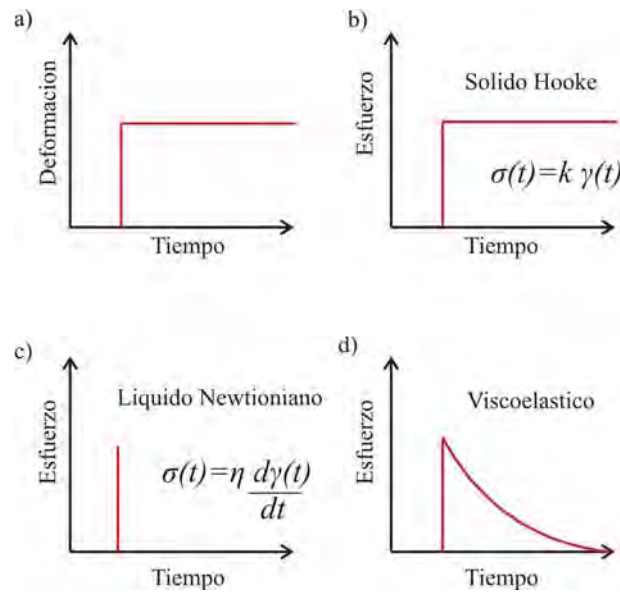 a)
Deformacion
Tiempo
b)
Esfuerzo
Solido Hooke
σ(t)=k γ(t)
Tiempo
c)
Esfuerzo
Liquido Newtioniano
σ(t)=η dγ(t)
dt
Tiempo
d)
Esfuerzo
Viscoelastico
Tiempo